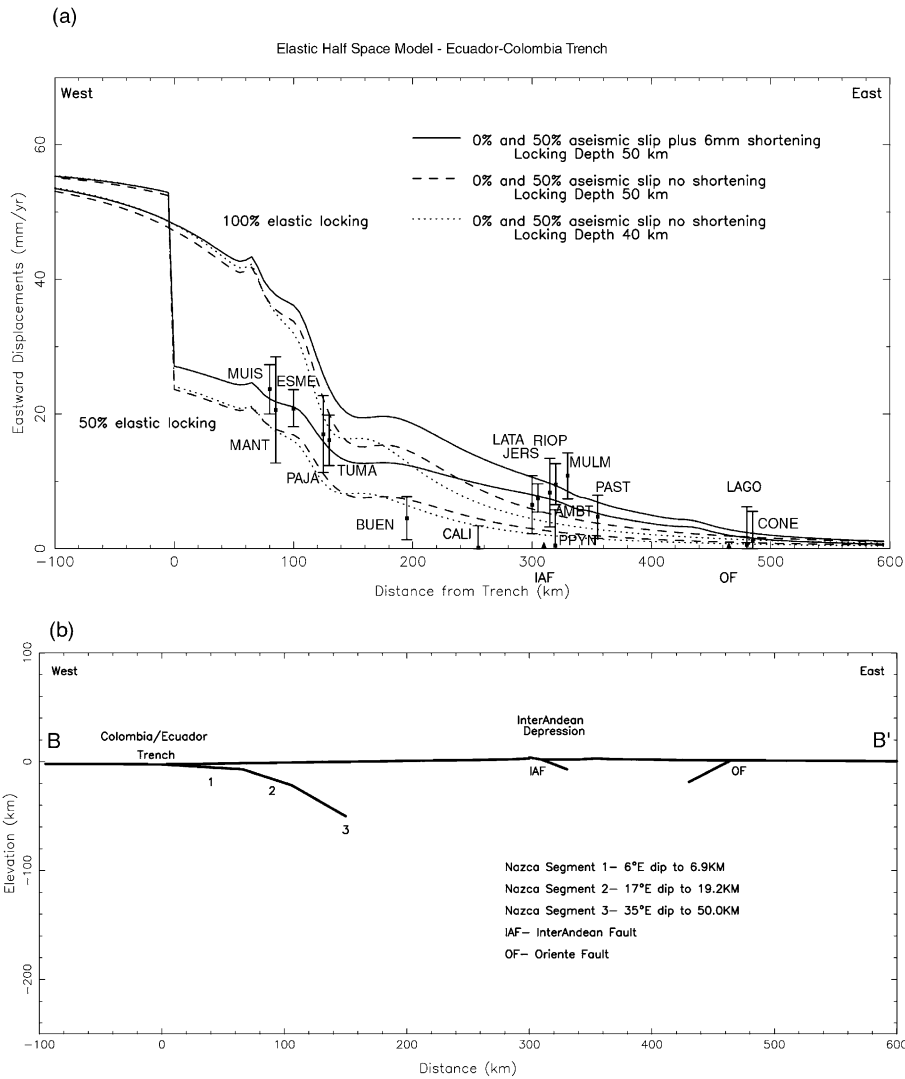 (a)
Elastic Half Space Model - Ecuador-Colombia Trench
West
East
60
40
20
0
Eastward Displacements (mm/yr)
0% and 50% aseismic slip plus 6mm shortening
Locking Depth 50 km
0% and 50% aseismic slip no shortening
Locking Depth 50 km
0% and 50% aseismic slip no shortening
Locking Depth 40 km
100% elastic locking
50% elastic locking
MUIS
ESME
MANT
PAJA
TUMA
BUEN
CALI
LATA RIOP
JERS
MULM
PAST
AMBT
PPYN
LAGO
CONE
-100 0 100 200 300 400 500 600
IAF
OF
Distance from Trench (km)
(b)
100
0
-100
-200
Elevation (km)
West
East
B
B'
Colombia/Ecuador
Trench
InterAndean
Depression
1
2
3
IAF
OF
Nazca Segment 1– 6°E dip to 6.9KM
Nazca Segment 2– 17°E dip to 19.2KM
Nazca Segment 3– 35°E dip to 50.0KM
IAF– InterAndean Fault
OF– Oriente Fault
-100 0 100 200 300 400 500 600
Distance (km)